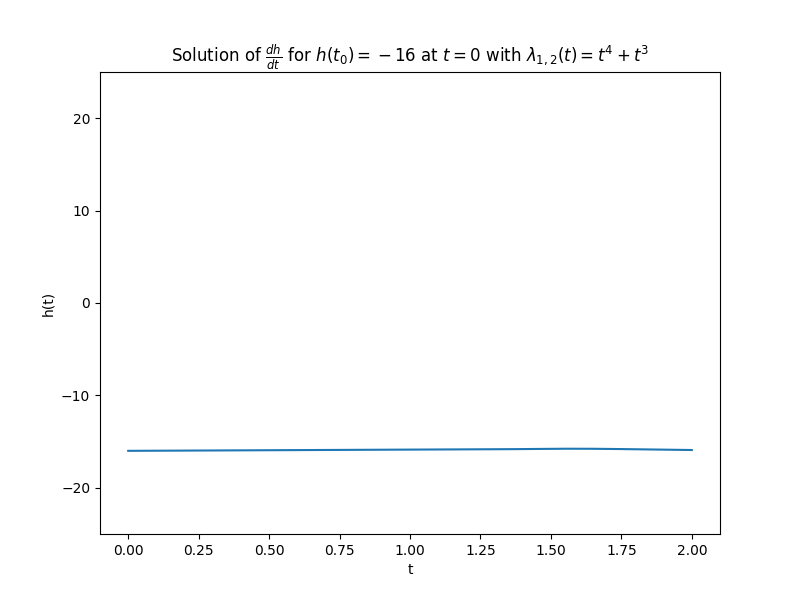 Solution of $\frac{dh}{dt}$ for $h(t_0) = -16$ at $t = 0$ with $\lambda_{1,2}(t) = t^4 + t^3$
20
10
0
−10
−20
h(t)
0.00 0.25 0.50 0.75 1.00 1.25 1.50 1.75 2.00
t